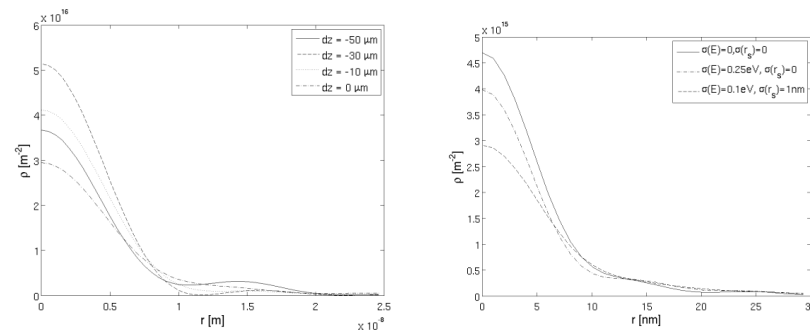 x 10^16
6
5
4
3
2
1
0
ρ [m^-2]
0
0.5
1
1.5
2
2.5
r [m]
x 10^-8
dz = -50 μm
dz = -30 μm
dz = -10 μm
dz = 0 μm
x 10^15
5
4.5
4
3.5
3
2.5
2
1.5
1
0.5
0
ρ [m^-2]
0
5
10
15
20
25
30
r [nm]
σ(E)=0,σ(r_s)=0
σ(E)=0.25eV, σ(r_s)=0
σ(E)=0.1eV, σ(r_s)=1nm